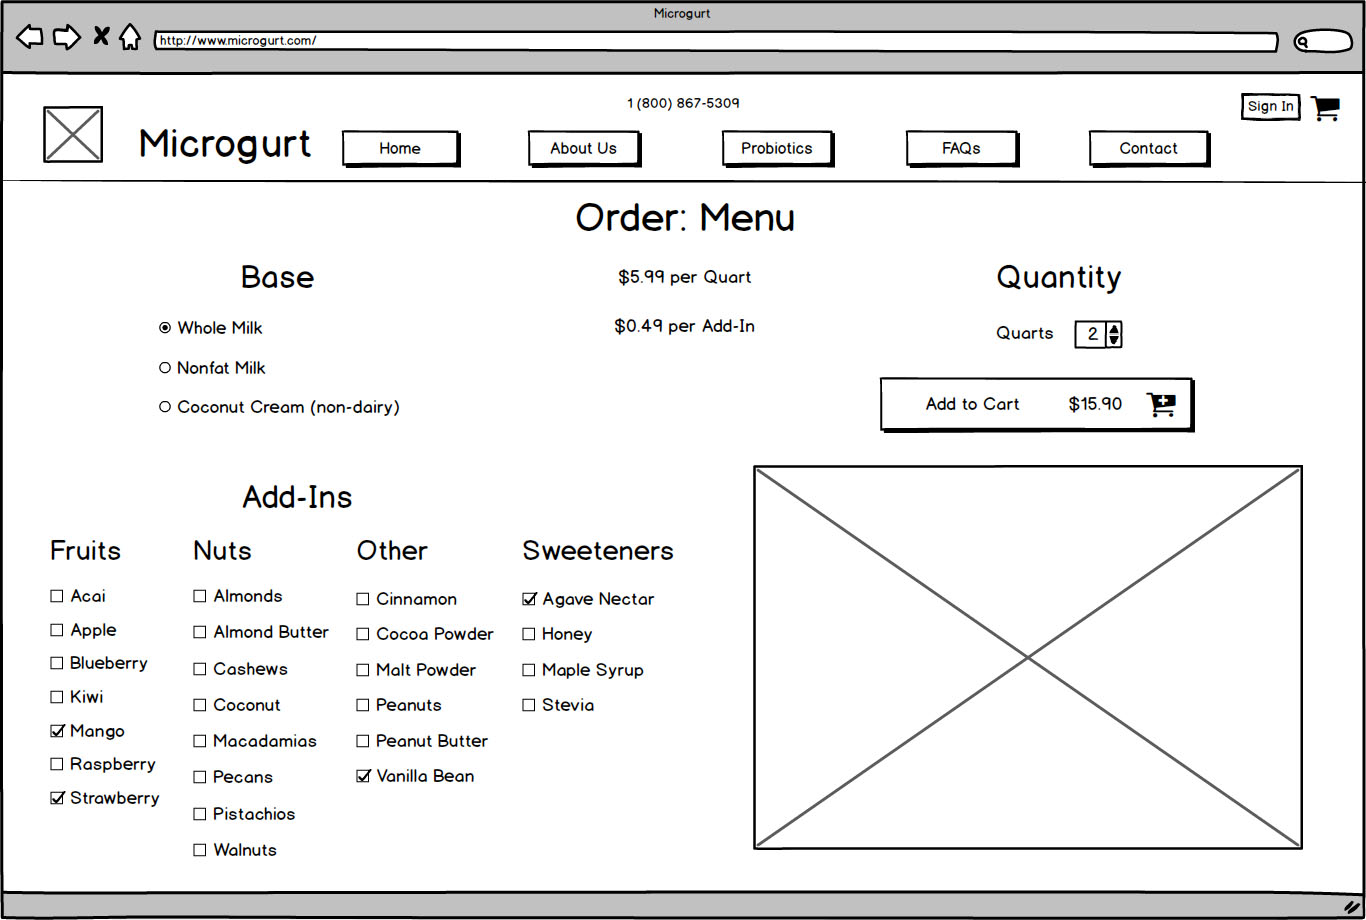 Microgurt
http://www.microgurt.com/
1 (800) 867-5309
Sign In
Microgurt
Home
About Us
Probiotics
FAQs
Contact
Order: Menu
Base
Whole Milk
Nonfat Milk
Coconut Cream (non-dairy)
$5.99 per Quart
$0.49 per Add-In
Quantity
Quarts 2
Add to Cart $15.90
Add-Ins
Fruits
Acai
Apple
Blueberry
Kiwi
Mango
Raspberry
Strawberry
Nuts
Almonds
Almond Butter
Cashews
Coconut
Macadamias
Pecans
Pistachios
Walnuts
Other
Cinnamon
Cocoa Powder
Malt Powder
Peanuts
Peanut Butter
Vanilla Bean
Sweeteners
Agave Nectar
Honey
Maple Syrup
Stevia